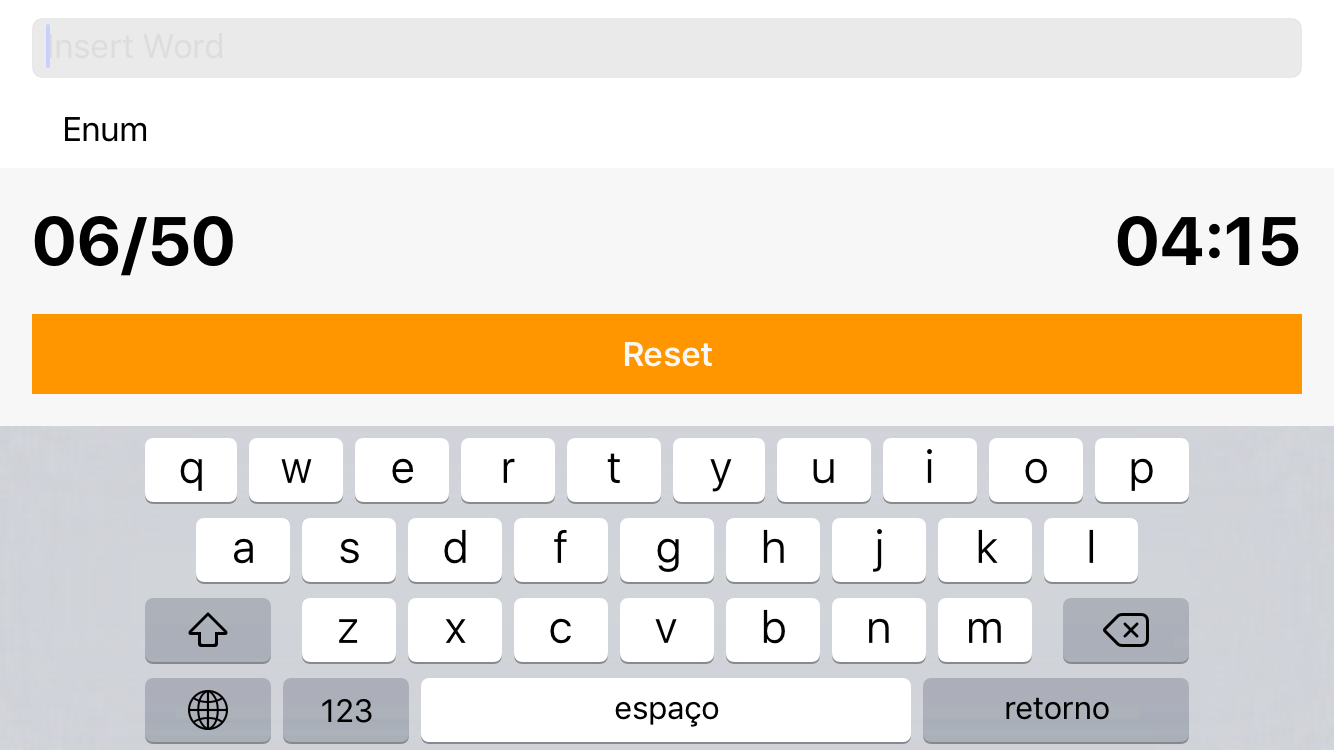 Insert Word
Enum
06/50 04:15
Reset
q w e r t y u i o p
a s d f g h j k l
z x c v b n m
123 espaço retorno